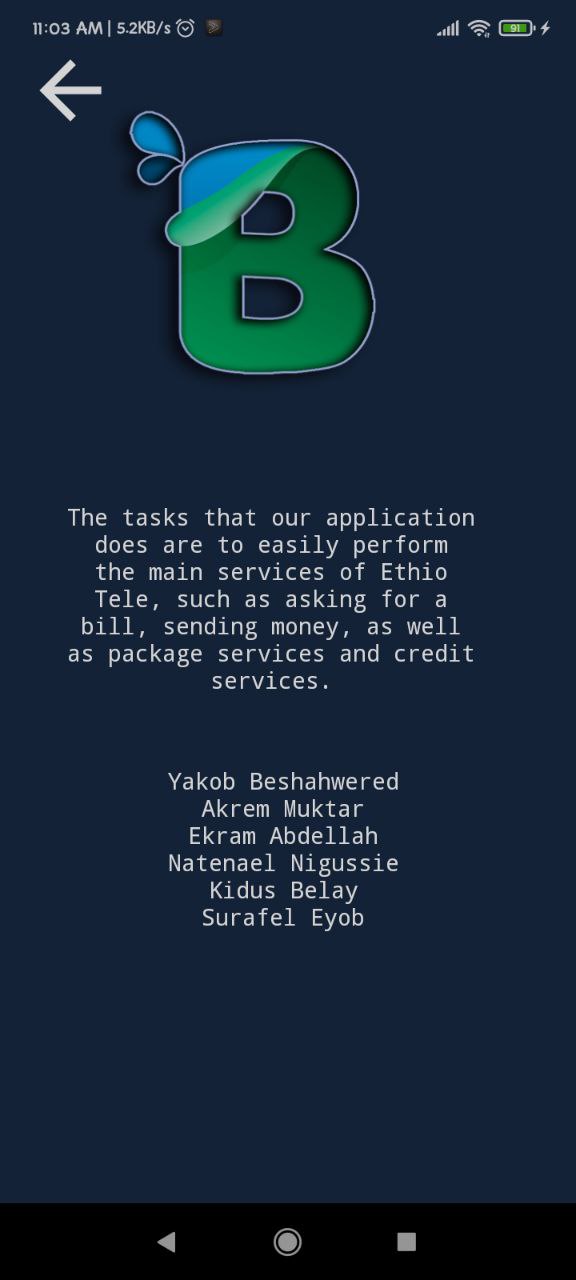 11:03 AM | 5.2KB/s
91
B
The tasks that our application
does are to easily perform
the main services of Ethio
Tele, such as asking for a
bill, sending money, as well
as package services and credit
services.
Yakob Beshahwered
Akrem Muktar
Ekram Abdellah
Natenael Nigussie
Kidus Belay
Surafel Eyob